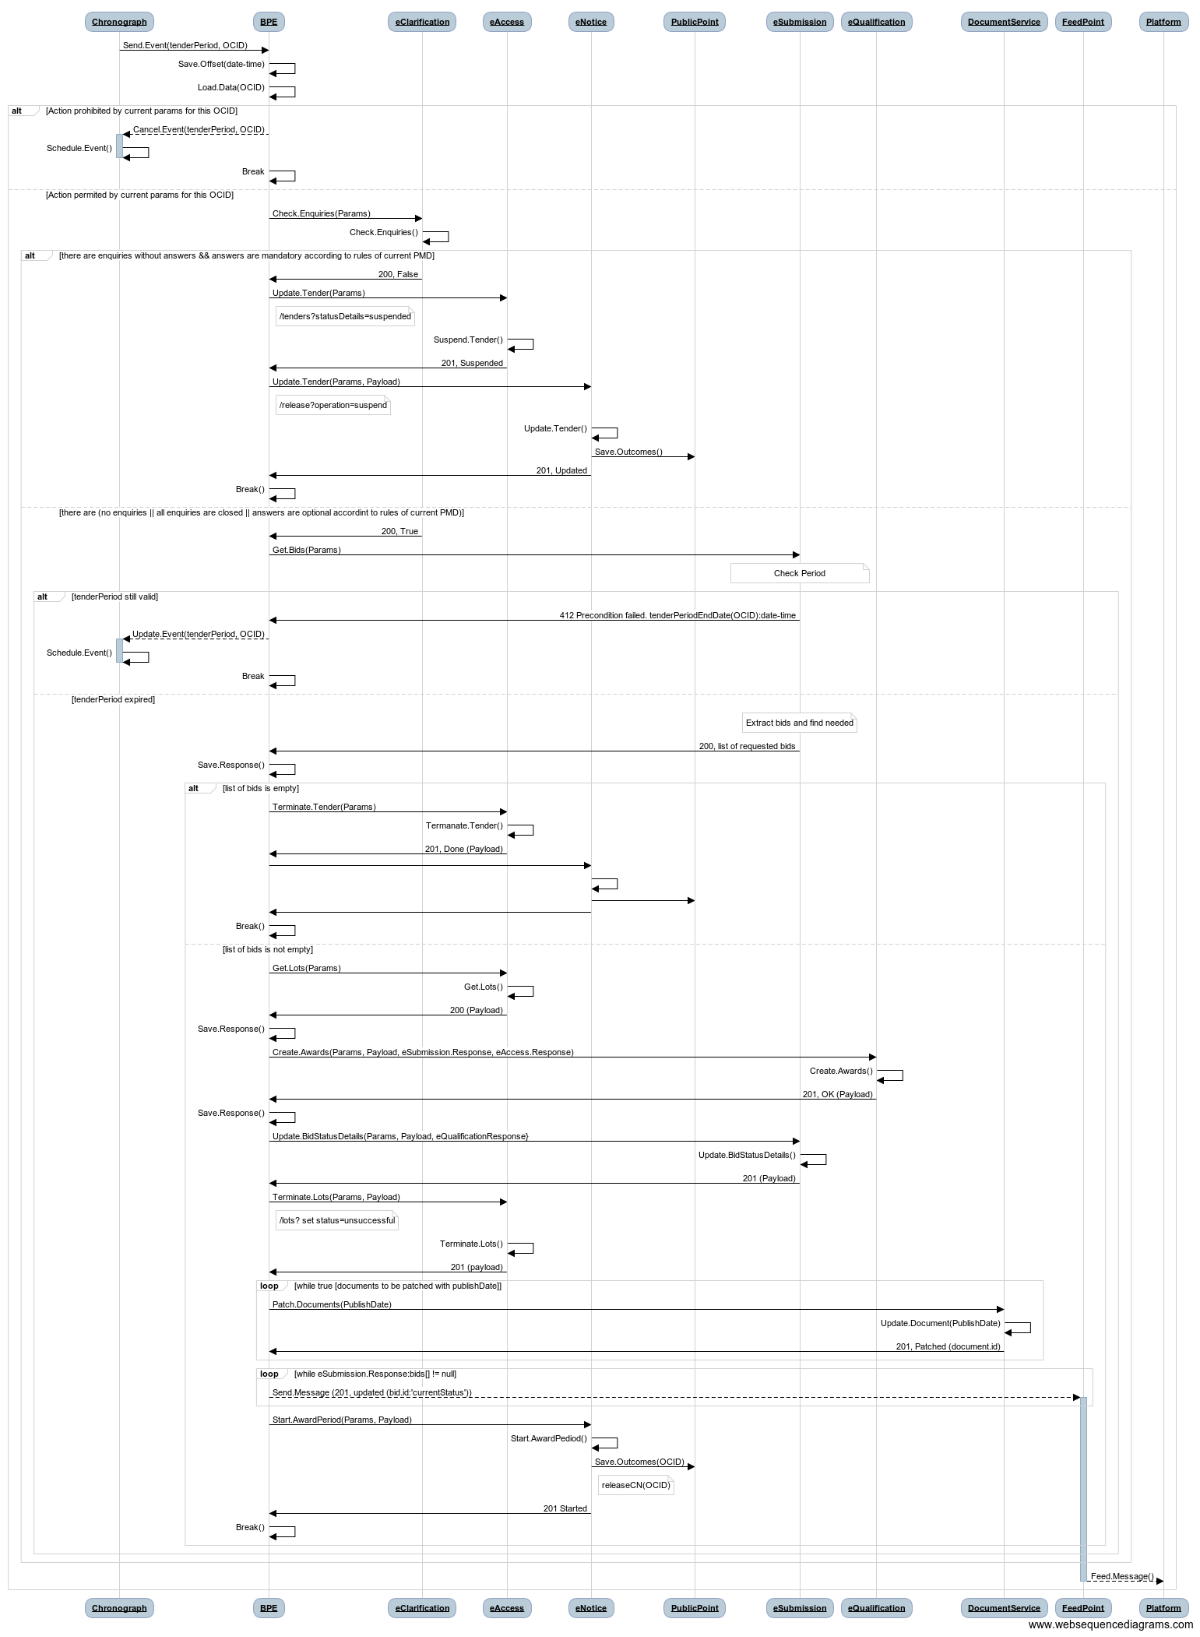 Chronograph BPE eClarification eAccess eNotice PublicPoint eSubmission eQualification DocumentService FeedPoint Platform
Send.Event(tenderPeriod, OCID)
Save.Offset(date-time)
Load.Data(OCID)
alt [Action prohibited by current params for this OCID]
Cancel.Event(tenderPeriod, OCID)
Schedule.Event()
Break
[Action permited by current params for this OCID]
Check.Enquiries(Params)
Check.Enquiries()
alt [there are enquiries without answers && answers are mandatory according to rules of current PMD]
200, False
Update.Tender(Params)
/tenders?statusDetails=suspended
Suspend.Tender()
201, Suspended
Update.Tender(Params, Payload)
/release?operation=suspend
Update.Tender()
Save.Outcomes()
201, Updated
Break()
[there are (no enquiries || all enquiries are closed || answers are optional accordint to rules of current PMD)]
200, True
Get.Bids(Params)
Check Period
alt [tenderPeriod still valid]
412 Precondition failed. tenderPeriodEndDate(OCID):date-time
Update.Event(tenderPeriod, OCID)
Schedule.Event()
Break
[tenderPeriod expired]
Extract bids and find needed
200, list of requested bids
Save.Response()
alt [list of bids is empty]
Terminate.Tender(Params)
Termanate.Tender()
201, Done (Payload)
Break()
[list of bids is not empty]
Get.Lots(Params)
Get.Lots()
200 (Payload)
Save.Response()
Create.Awards(Params, Payload, eSubmission.Response, eAccess.Response)
Create.Awards()
201, OK (Payload)
Save.Response()
Update.BidStatusDetails(Params, Payload, eQualificationResponse}
Update.BidStatusDetails()
201 (Payload)
Terminate.Lots(Params, Payload)
/lots? set status=unsuccessful
Terminate.Lots()
201 (payload)
loop [while true [documents to be patched with publishDate]]
Patch.Documents(PublishDate)
Update.Document(PublishDate)
201, Patched (document.id)
loop [while eSubmission.Response:bids[] != null]
Send.Message (201, updated (bid.id:'currentStatus'))
Start.AwardPeriod(Params, Payload)
Start.AwardPediod()
Save.Outcomes(OCID)
releaseCN(OCID)
201 Started
Break()
Feed.Message()
Chronograph BPE eClarification eAccess eNotice PublicPoint eSubmission eQualification DocumentService FeedPoint Platform
www.websequencediagrams.com